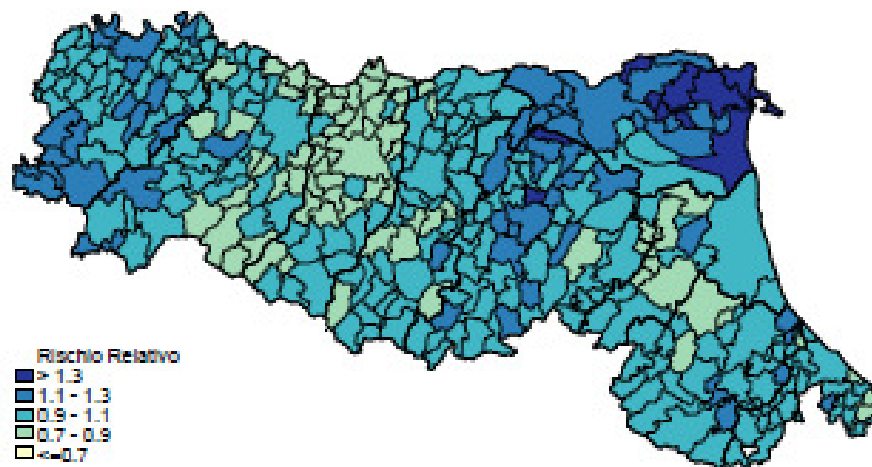 Rischio Relativo
> 1.3
1.1 - 1.3
0.9 - 1.1
0.7 - 0.9
<=0.7